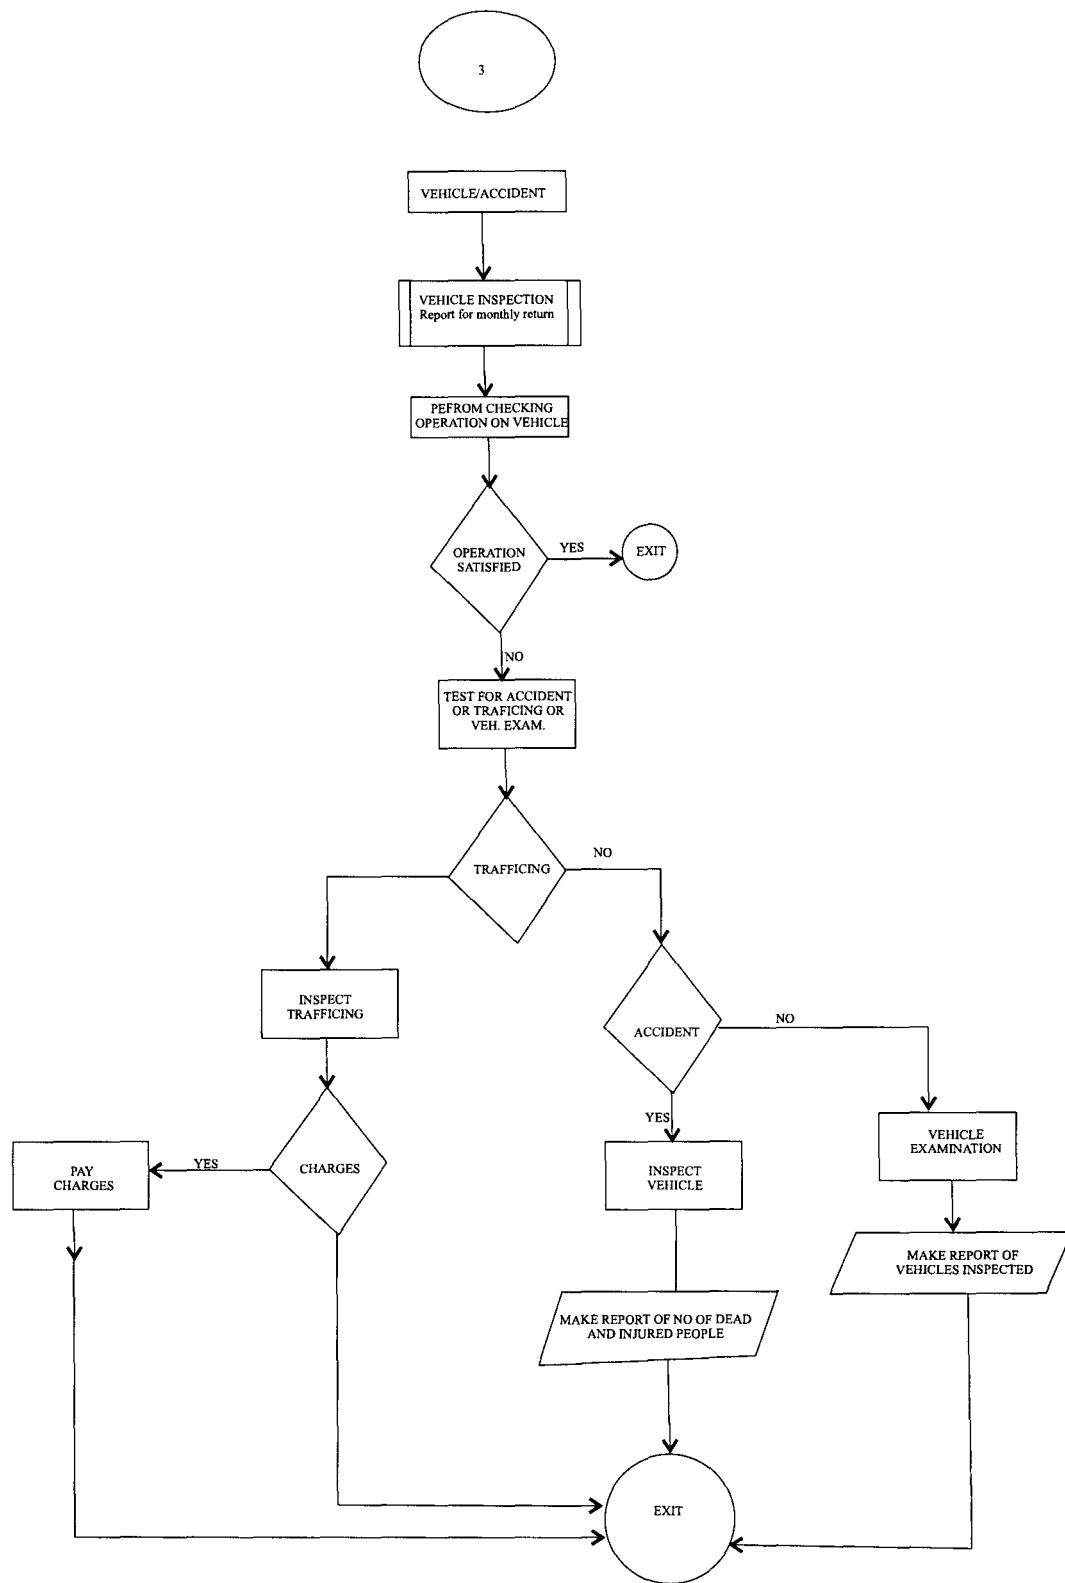 3
VEHICLE/ACCIDENT
VEHICLE INSPECTION
Report for monthly return
PEFROM CHECKING
OPERATION ON VEHICLE
OPERATION
SATISFIED
YES
EXIT
NO
TEST FOR ACCIDENT
OR TRAFICING OR
VEH. EXAM.
TRAFFICING
NO
INSPECT
TRAFFICING
ACCIDENT
NO
YES
VEHICLE
EXAMINATION
PAY
CHARGES
YES
CHARGES
INSPECT
VEHICLE
MAKE REPORT OF
VEHICLES INSPECTED
MAKE REPORT OF NO OF DEAD
AND INJURED PEOPLE
EXIT